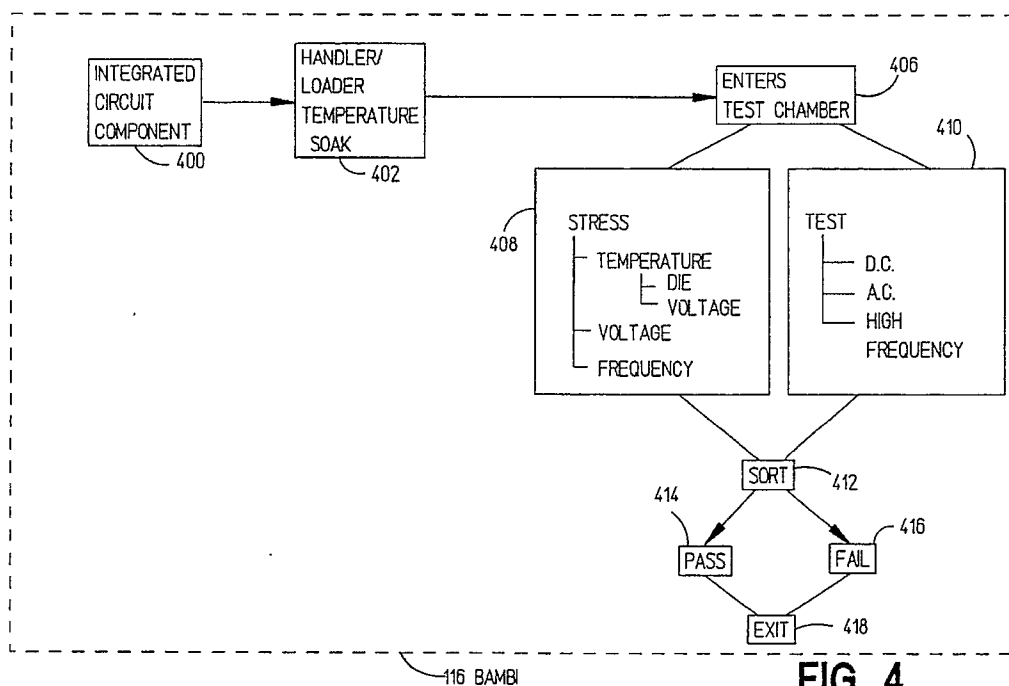 INTEGRATED
CIRCUIT
COMPONENT
400
HANDLER/
LOADER
TEMPERATURE
SOAK
402
ENTERS
TEST CHAMBER
406
408
STRESS
TEMPERATURE
DIE
VOLTAGE
VOLTAGE
FREQUENCY
410
TEST
D.C.
A.C.
HIGH
FREQUENCY
SORT
412
414
PASS
FAIL
416
EXIT
418
116 BAMBI
FIG. 4